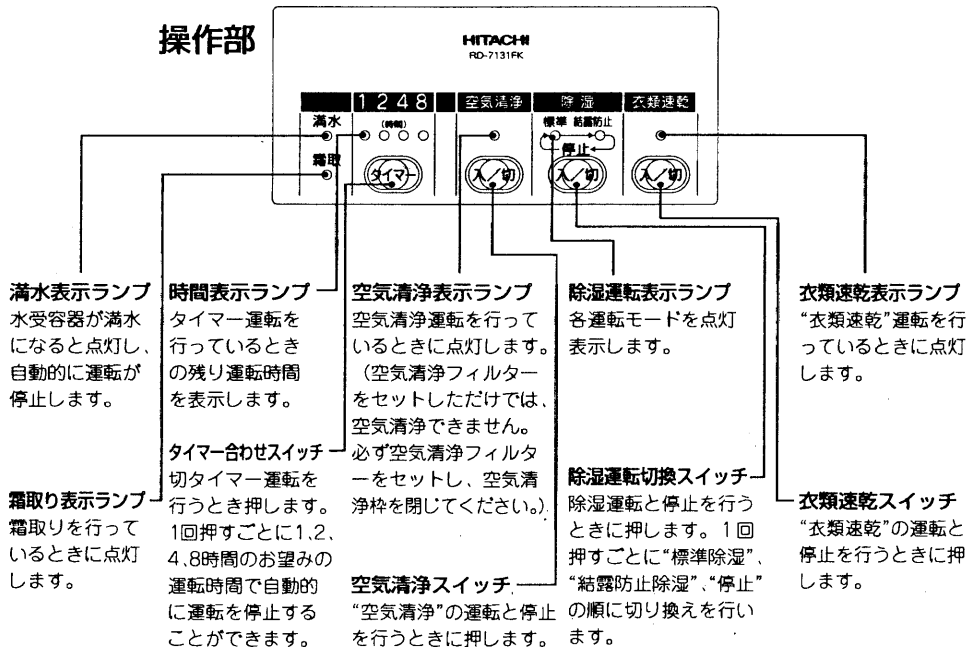 操作部
HITACHI
RD-7131FK
1 2 4 8 空気清浄 除湿 衣類速乾
満水 (時間) 標準 結露防止
停止
霜取
タイマー 入/切 入/切 入/切
満水表示ランプ
水受容器が満水
になると点灯し、
自動的に運転が
停止します。
霜取り表示ランプ
霜取りを行って
いるときに点灯
します。
時間表示ランプ
タイマー運転を
行っているとき
の残り運転時間
を表示します。
タイマー合わせスイッチ
切タイマー運転を
行うとき押します。
1回押すごとに1,2,
4,8時間のお望みの
運転時間で自動的
に運転を停止する
ことができます。
空気清浄表示ランプ
空気清浄運転を行って
いるときに点灯します。
(空気清浄フィルター
をセットしただけでは、
空気清浄できません。
必ず空気清浄フィルタ
ーをセットし、空気清
浄枠を閉じてください。)
空気清浄スイッチ
“空気清浄”の運転と停止
を行うときに押します。
除湿運転表示ランプ
各運転モードを点灯
表示します。
除湿運転切換スイッチ
除湿運転と停止を行う
ときに押します。1回
押すごとに“標準除湿”、
“結露防止除湿”、“停止”
の順に切り換えを行い
ます。
衣類速乾表示ランプ
“衣類速乾”運転を行
っているときに点灯
します。
衣類速乾スイッチ
“衣類速乾”の運転と
停止を行うときに押
します。